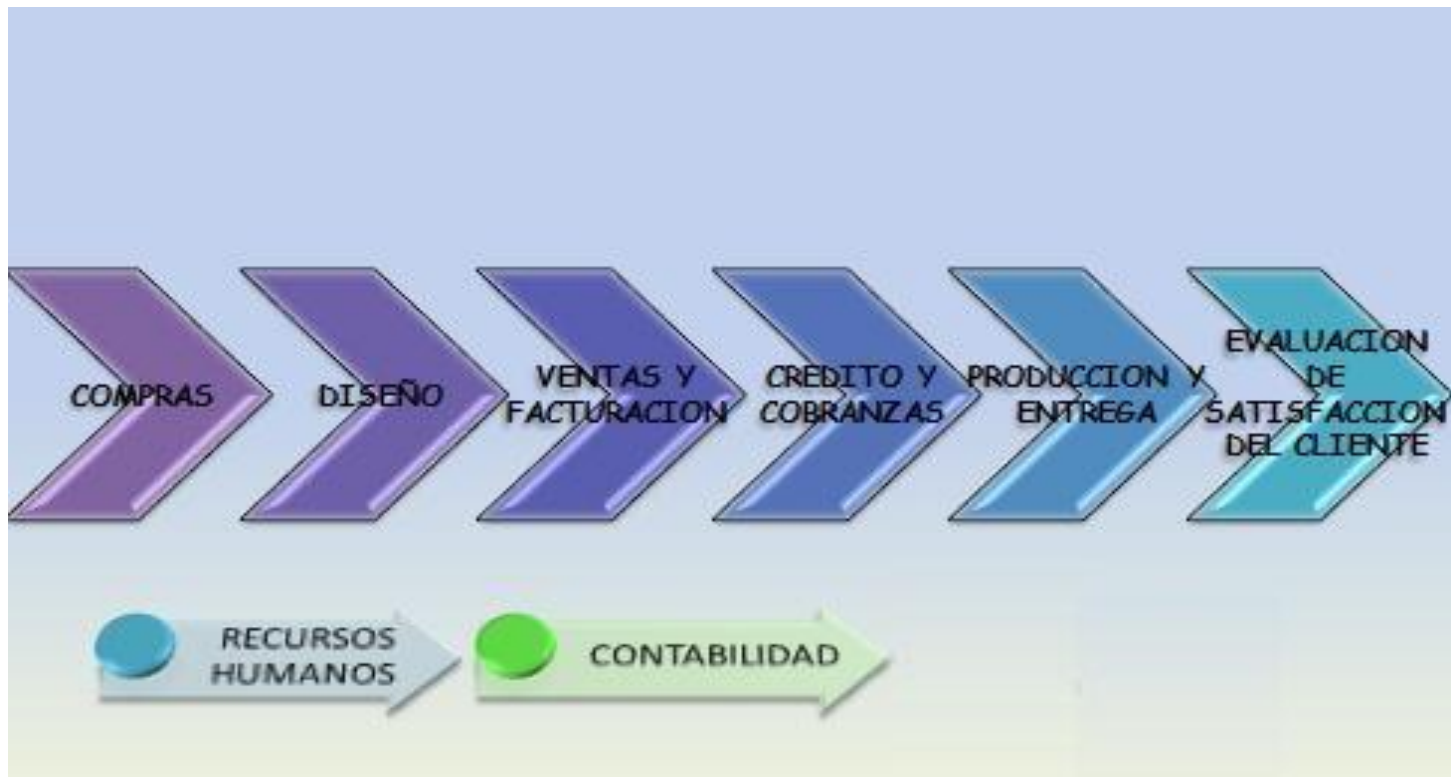 COMPRAS
DISEÑO
VENTAS Y
FACTURACION
CREDITO Y
COBRANZAS
PRODUCCION Y
ENTREGA
EVALUACION
DE
SATISFACCION
DEL CLIENTE
RECURSOS
HUMANOS
CONTABILIDAD